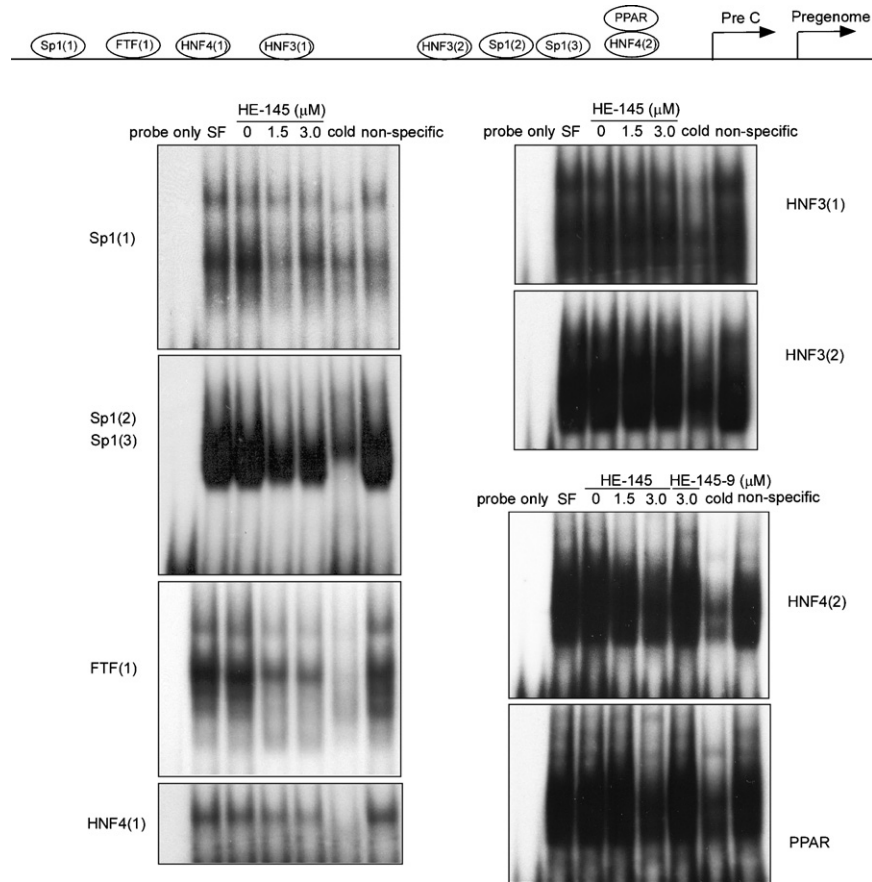 PPAR Pre C Pregenome
Sp1(1) FTF(1) HNF4(1) HNF3(1) HNF3(2) Sp1(2) Sp1(3) HNF4(2)
HE-145 (μM)
probe only SF 0 1.5 3.0 cold non-specific
Sp1(1)
Sp1(2)
Sp1(3)
FTF(1)
HNF4(1)
HE-145 (μM)
probe only SF 0 1.5 3.0 cold non-specific
HNF3(1)
HNF3(2)
HE-145 HE-145-9 (μM)
probe only SF 0 1.5 3.0 3.0 cold non-specific
HNF4(2)
PPAR